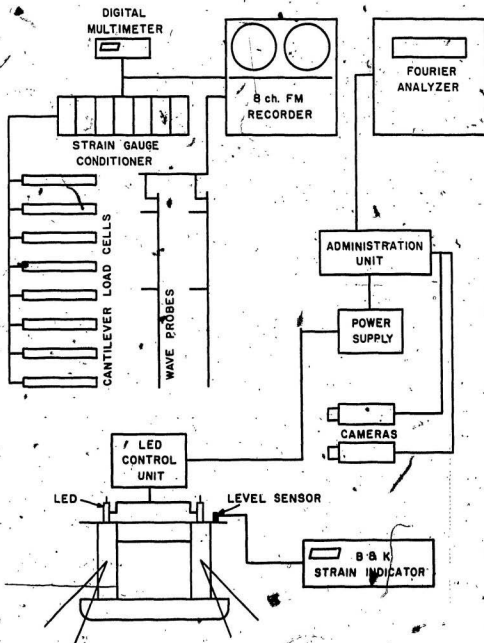 DIGITAL
MULTIMETER
8 ch. FM
RECORDER
FOURIER
ANALYZER
STRAIN GAUGE
CONDITIONER
CANTILEVER LOAD CELLS
WAVE PROBES
ADMINISTRATION
UNIT
POWER
SUPPLY
CAMERAS
LED
CONTROL
UNIT
LED
LEVEL SENSOR
B & K
STRAIN INDICATOR